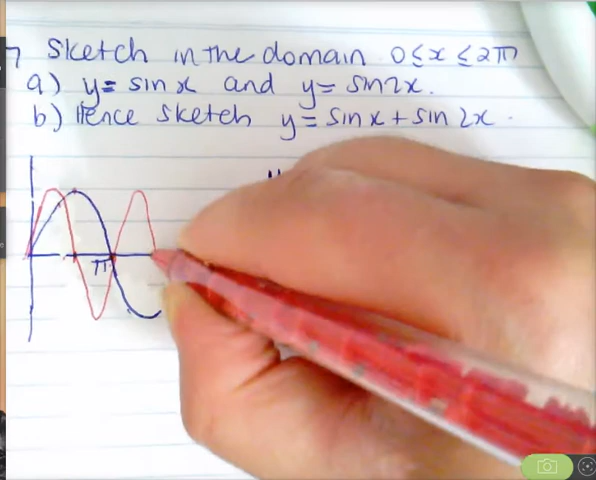 7 Sketch in the domain 0 ≤ x ≤ 2π
a) y = sin x and y = sin 2x.
b) Hence sketch y = sin x + sin 2x.
π